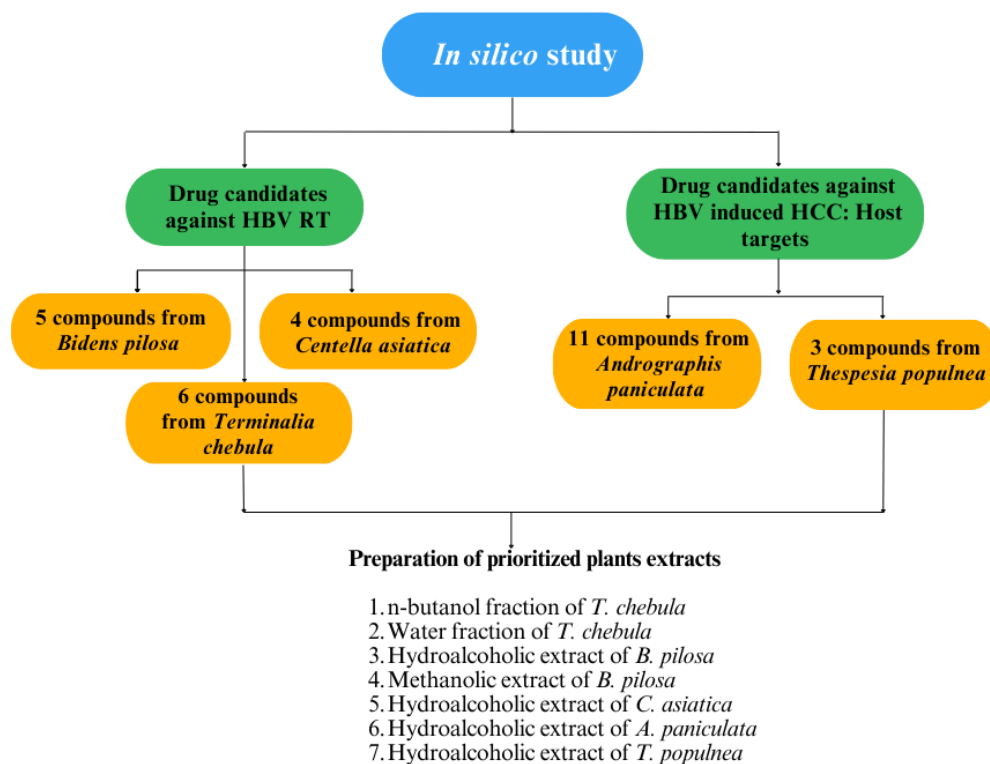 In silico study
Drug candidates
against HBV RT
Drug candidates against
HBV induced HCC: Host
targets
5 compounds from
Bidens pilosa
4 compounds from
Centella asiatica
6 compounds
from Terminalia
chebula
11 compounds from
Andrographis
paniculata
3 compounds from
Thespesia populnea
Preparation of prioritized plants extracts
1. n-butanol fraction of T. chebula
2. Water fraction of T. chebula
3. Hydroalcoholic extract of B. pilosa
4. Methanolic extract of B. pilosa
5. Hydroalcoholic extract of C. asiatica
6. Hydroalcoholic extract of A. paniculata
7. Hydroalcoholic extract of T. populnea